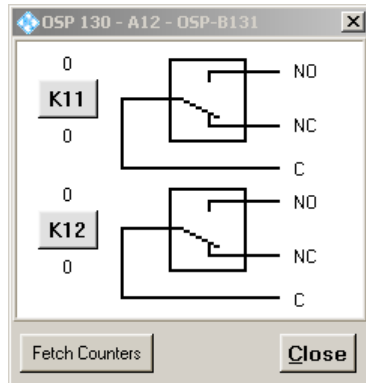 OSP 130 - A12 - OSP-B131
0
K11
0
NO
NC
C
0
K12
0
NO
NC
C
Fetch Counters
Close